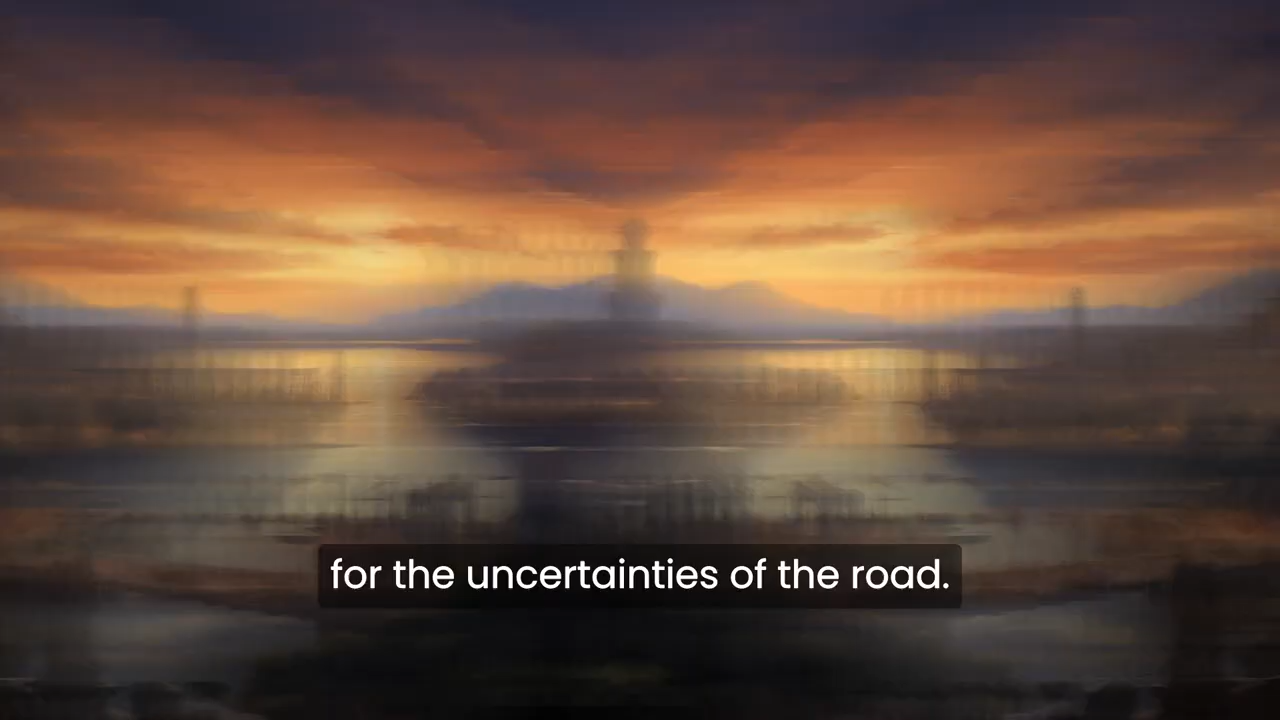 for the uncertainties of the road.